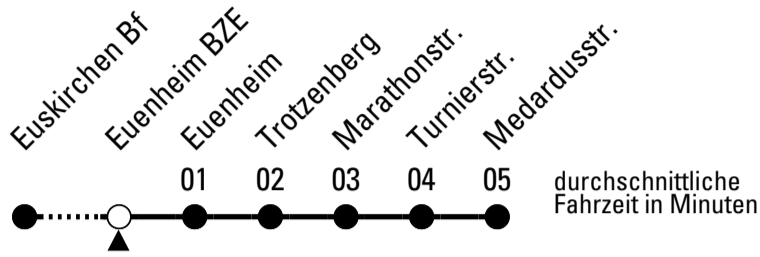 Euskirchen Bf
Euenheim BZE
Euenheim
Trotzenberg
Marathonstr.
Turnierstr.
Medardusstr.
01 02 03 04 05
durchschnittliche
Fahrzeit in Minuten